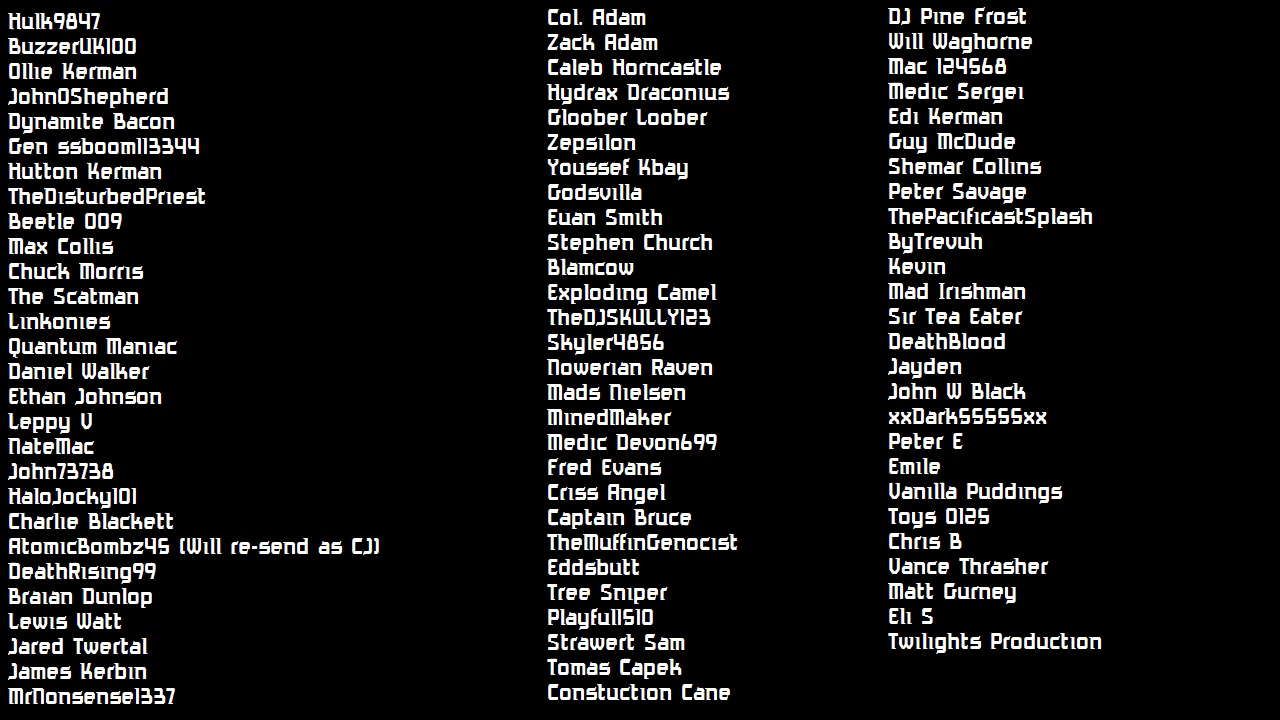 Hulk9847
BuzzerUK100
Ollie Kerman
JohnOShepherd
Dynamite Bacon
Gen ssboom113344
Hutton Kerman
TheDisturbedPriest
Beetle 009
Max Collis
Chuck Morris
The Scatman
Linkonies
Quantum Maniac
Daniel Walker
Ethan Johnson
Leppy V
NateMac
John73738
HaloJocky101
Charlie Blackett
AtomicBombz45 (Will re-send as CJ)
DeathRising99
Braian Dunlop
Lewis Watt
Jared Twertal
James Kerbin
MrNonsense1337
Col. Adam
Zack Adam
Caleb Horncastle
Hydrax Draconius
Gloober Loober
Zepsilon
Youssef Kbay
Godsvilla
Euan Smith
Stephen Church
Blamcow
Exploding Camel
TheDJSKULLY123
Skyler4856
Nowerian Raven
Mads Nielsen
MinedMaker
Medic Devon699
Fred Evans
Criss Angel
Captain Bruce
TheMuffinGenocist
Eddsbutt
Tree Sniper
Playfull510
Strawert Sam
Tomas Capek
Constuction Cane
DJ Pine Frost
Will Waghorne
Mac 124568
Medic Sergei
Edi Kerman
Guy McDude
Shemar Collins
Peter Savage
ThePacificastSplash
ByTrevuh
Kevin
Mad Irishman
Sir Tea Eater
DeathBlood
Jayden
John W Black
xxDark55555xx
Peter E
Emile
Vanilla Puddings
Toys 0125
Chris B
Vance Thrasher
Matt Gurney
Eli S
Twilights Production